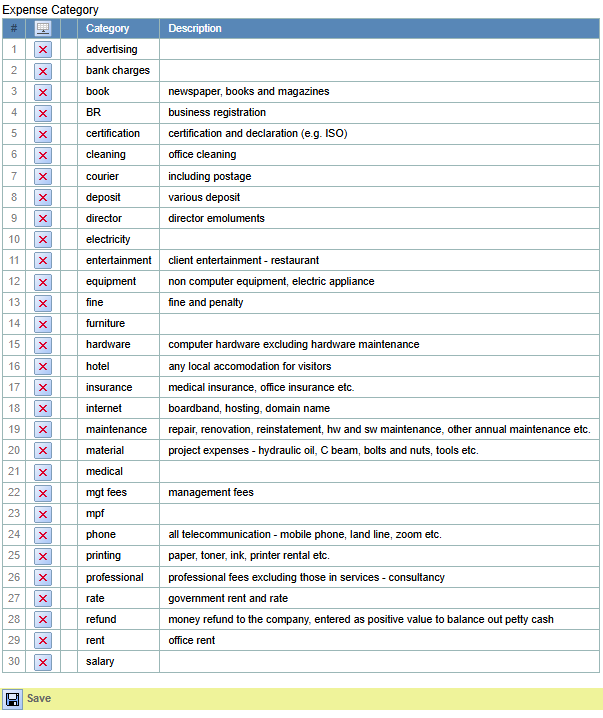 Expense Category
# Category Description
1 advertising
2 bank charges
3 book newspaper, books and magazines
4 BR business registration
5 certification certification and declaration (e.g. ISO)
6 cleaning office cleaning
7 courier including postage
8 deposit various deposit
9 director director emoluments
10 electricity
11 entertainment client entertainment - restaurant
12 equipment non computer equipment, electric appliance
13 fine fine and penalty
14 furniture
15 hardware computer hardware excluding hardware maintenance
16 hotel any local accomodation for visitors
17 insurance medical insurance, office insurance etc.
18 internet boardband, hosting, domain name
19 maintenance repair, renovation, reinstatement, hw and sw maintenance, other annual maintenance etc.
20 material project expenses - hydraulic oil, C beam, bolts and nuts, tools etc.
21 medical
22 mgt fees management fees
23 mpf
24 phone all telecommunication - mobile phone, land line, zoom etc.
25 printing paper, toner, ink, printer rental etc.
26 professional professional fees excluding those in services - consultancy
27 rate government rent and rate
28 refund money refund to the company, entered as positive value to balance out petty cash
29 rent office rent
30 salary
Save